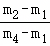 m₂ − m₁
m₄ − m₁